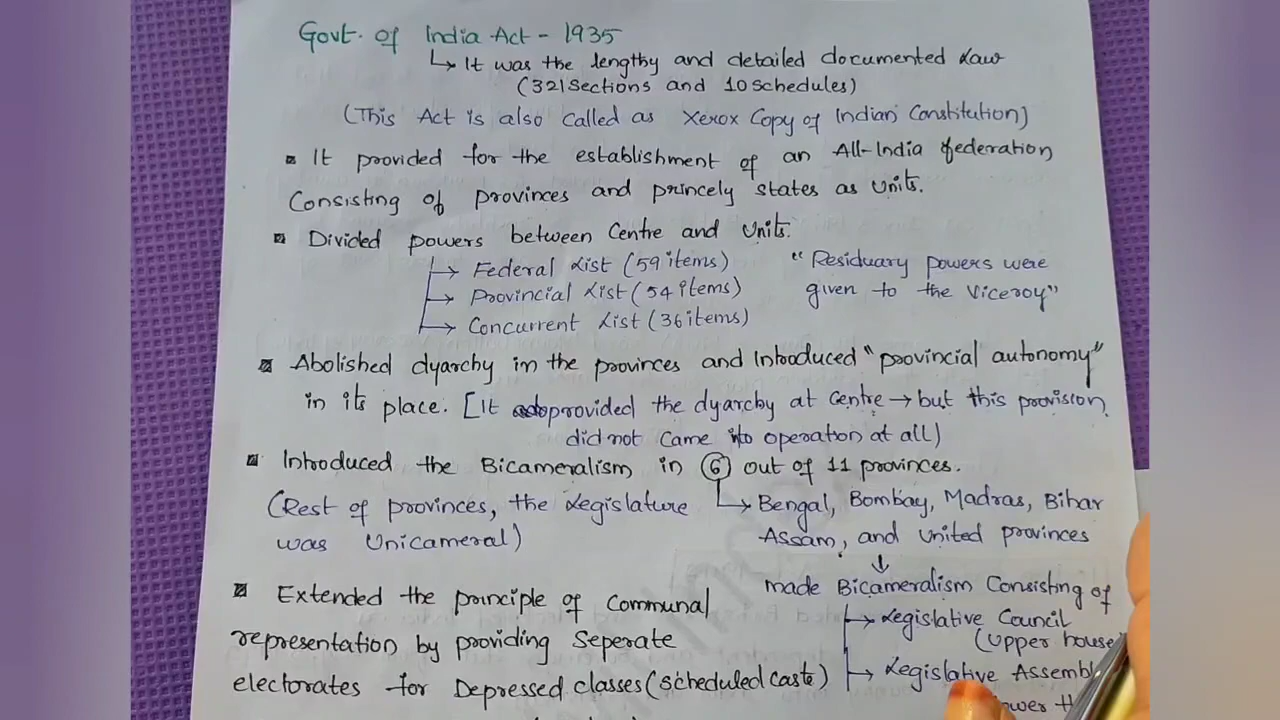 Govt. of India Act - 1935
↳ It was the lengthy and detailed documented Law
(321 Sections and 10 Schedules)
(This Act is also called as Xerox Copy of Indian Constitution)
It provided for the establishment of an All-India federation
Consisting of provinces and princely states as Units.
Divided powers between Centre and Units.
→ Federal List (59 items)
→ Provincial List (54 items)
→ Concurrent List (36 items)
"Residuary powers were
given to the Viceroy"
Abolished dyarchy in the provinces and Introduced "provincial autonomy"
in its place. [It provided the dyarchy at Centre → but this provision
did not Came into operation at all)
Introduced the Bicameralism in 6 out of 11 provinces.
(Rest of provinces, the Legislature
was Unicameral)
→ Bengal, Bombay, Madras, Bihar
Assam, and United provinces
↓
made Bicameralism Consisting of
→ Legislative Council
(Upper house
→ Legislative
Extended the principle of Communal
representation by providing Seperate
electorates for Depressed classes (Scheduled Caste)